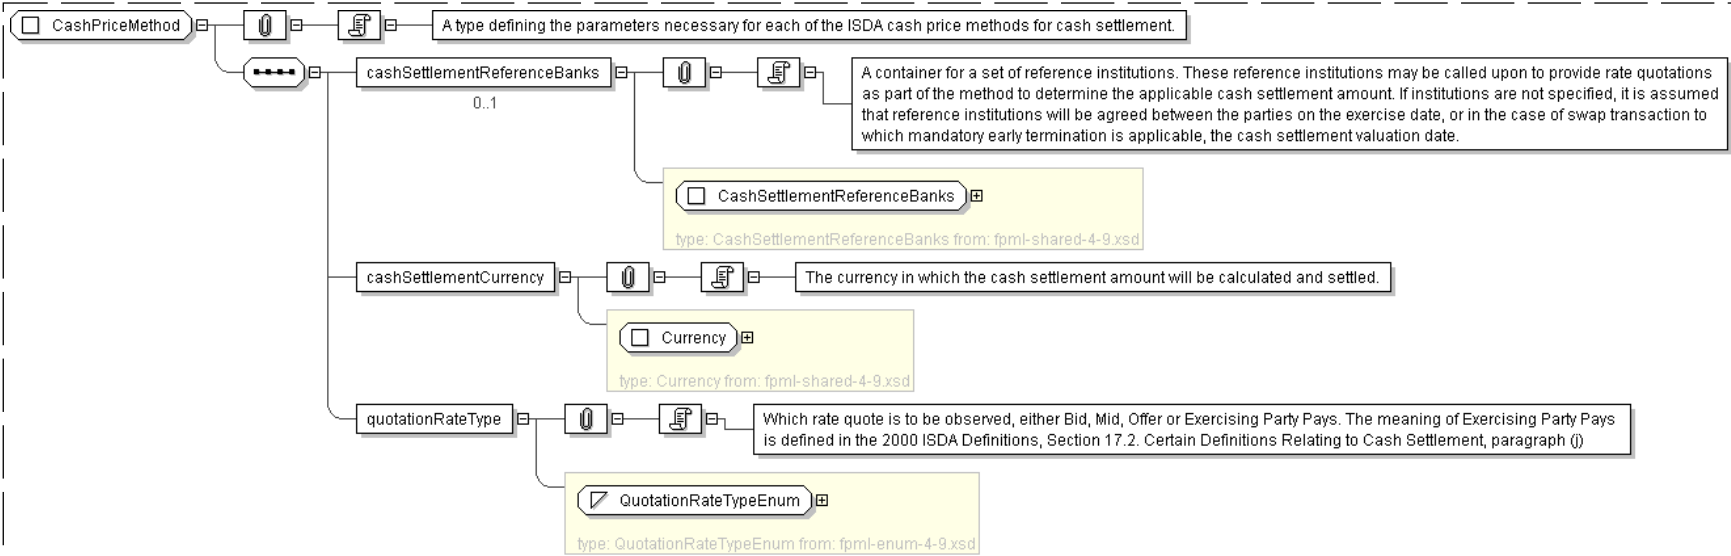 CashPriceMethod
A type defining the parameters necessary for each of the ISDA cash price methods for cash settlement.
cashSettlementReferenceBanks
0..1
A container for a set of reference institutions. These reference institutions may be called upon to provide rate quotations
as part of the method to determine the applicable cash settlement amount. If institutions are not specified, it is assumed
that reference institutions will be agreed between the parties on the exercise date, or in the case of swap transaction to
which mandatory early termination is applicable, the cash settlement valuation date.
CashSettlementReferenceBanks
type: CashSettlementReferenceBanks from: fpml-shared-4-9.xsd
cashSettlementCurrency
The currency in which the cash settlement amount will be calculated and settled.
Currency
type: Currency from: fpml-shared-4-9.xsd
quotationRateType
Which rate quote is to be observed, either Bid, Mid, Offer or Exercising Party Pays. The meaning of Exercising Party Pays
is defined in the 2000 ISDA Definitions, Section 17.2. Certain Definitions Relating to Cash Settlement, paragraph (j)
QuotationRateTypeEnum
type: QuotationRateTypeEnum from: fpml-enum-4-9.xsd